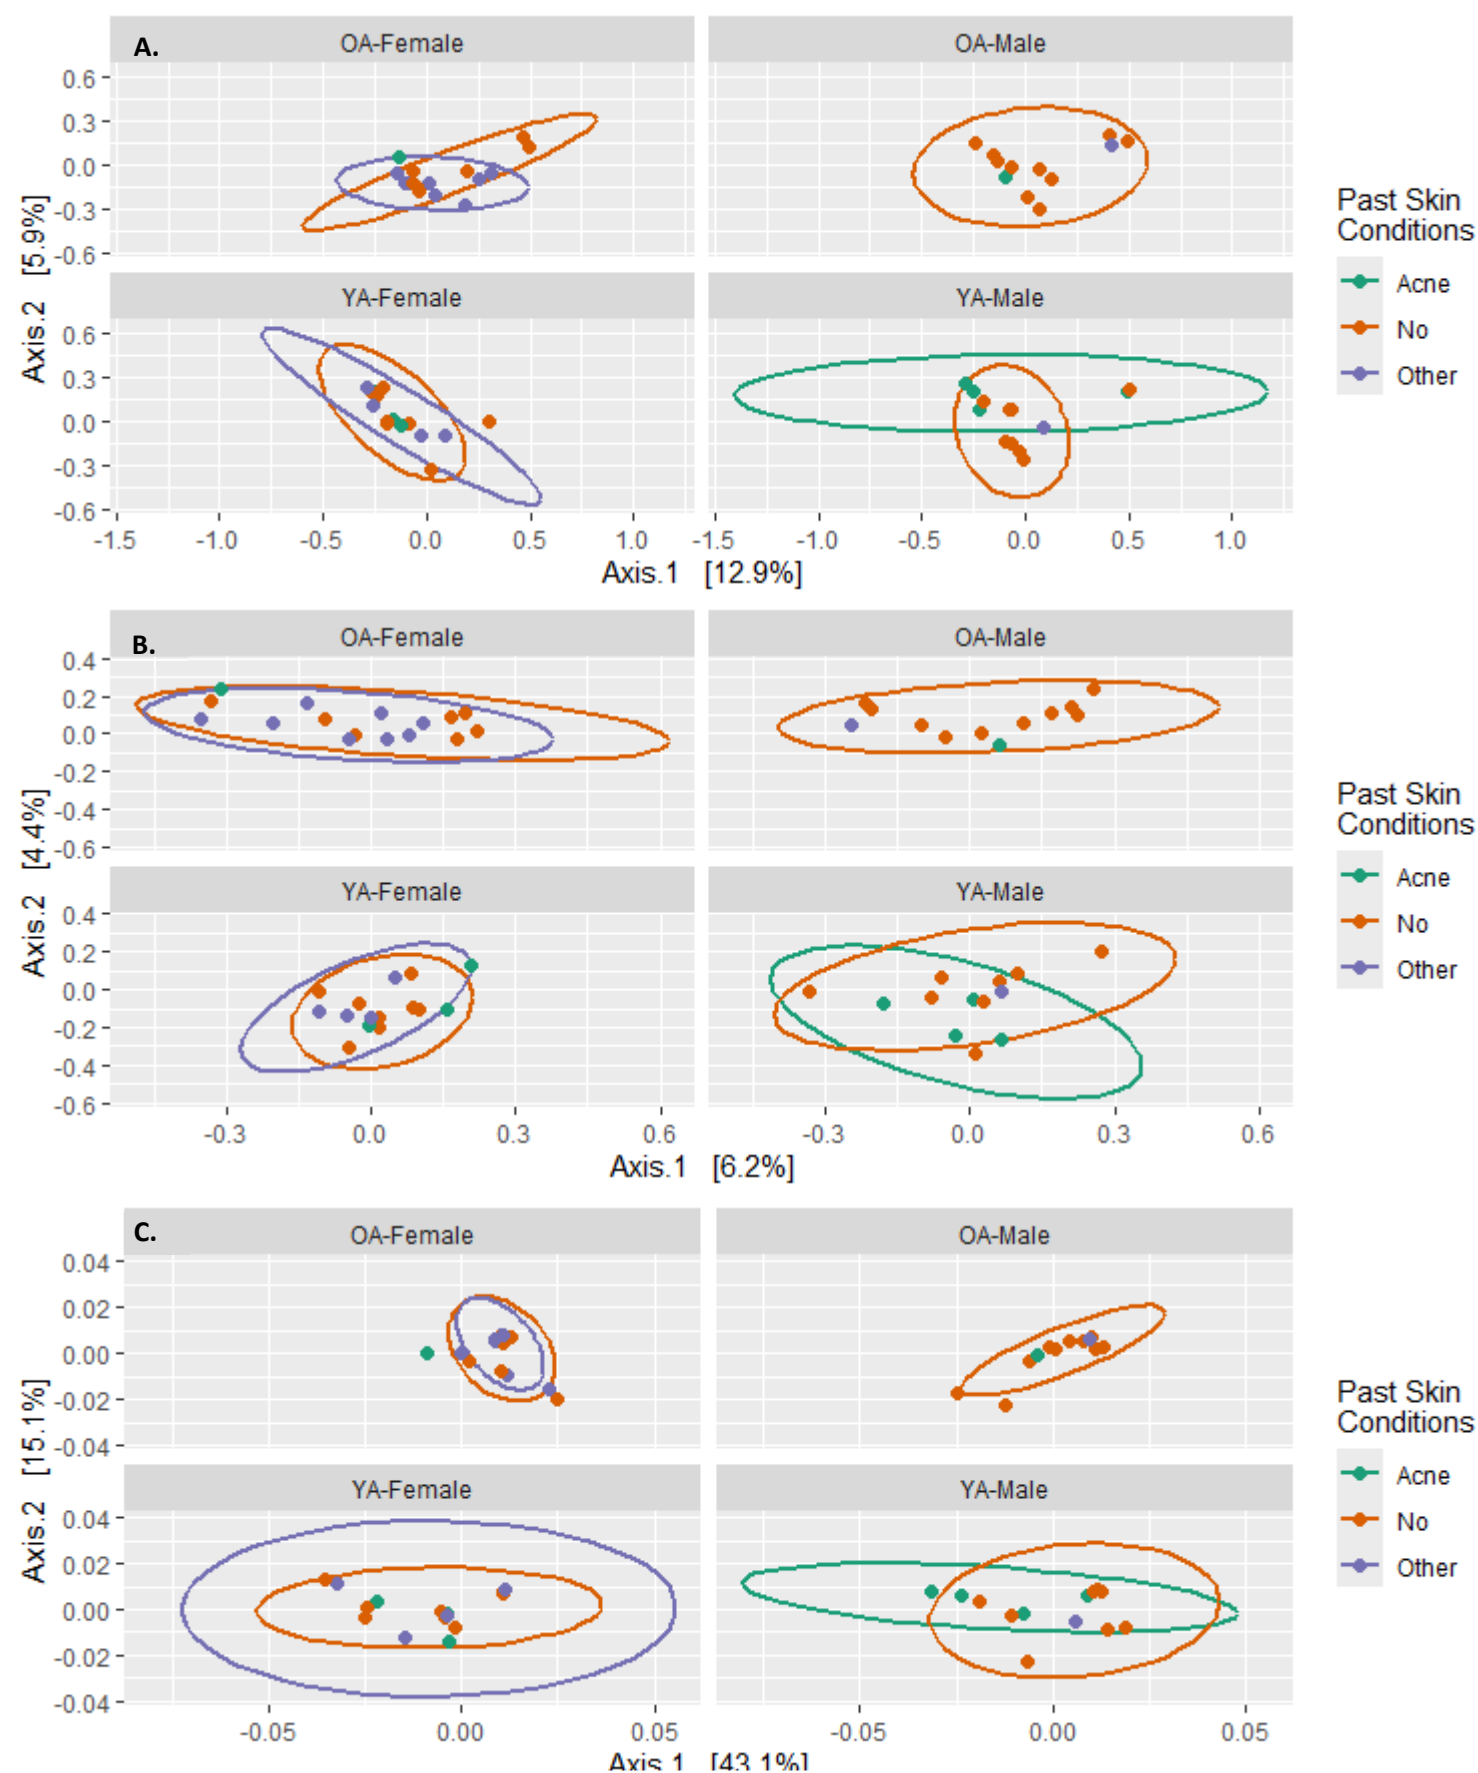 A.
OA-Female
OA-Male
0.6
0.3
0.0
-0.3
-0.6
YA-Female
YA-Male
0.6
0.3
0.0
-0.3
-0.6
-1.5 -1.0 -0.5 0.0 0.5 1.0
-1.5 -1.0 -0.5 0.0 0.5 1.0
Axis.1 [12.9%]
Axis.2 [5.9%]
Past Skin
Conditions
Acne
No
Other
B.
OA-Female
OA-Male
0.4
0.2
0.0
-0.2
-0.4
-0.6
YA-Female
YA-Male
0.4
0.2
0.0
-0.2
-0.4
-0.6
-0.3 0.0 0.3 0.6
-0.3 0.0 0.3 0.6
Axis.1 [6.2%]
Axis.2 [4.4%]
Past Skin
Conditions
Acne
No
Other
C.
OA-Female
OA-Male
0.04
0.02
0.00
-0.02
-0.04
YA-Female
YA-Male
0.04
0.02
0.00
-0.02
-0.04
-0.05 0.00 0.05
-0.05 0.00 0.05
Axis.1 [43.1%]
Axis.2 [15.1%]
Past Skin
Conditions
Acne
No
Other